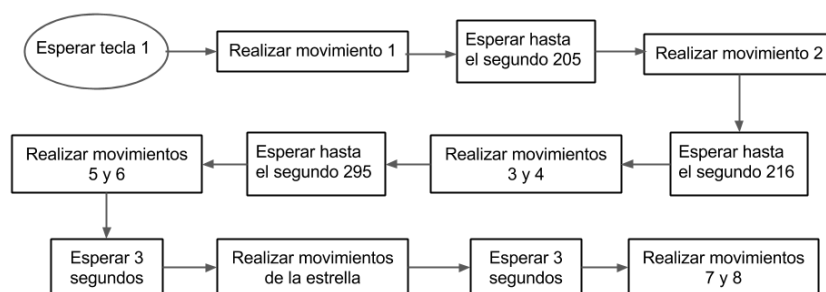 Esperar tecla 1
Realizar movimiento 1
Esperar hasta
el segundo 205
Realizar movimiento 2
Esperar hasta
el segundo 216
Realizar movimientos
3 y 4
Esperar hasta
el segundo 295
Realizar movimientos
5 y 6
Esperar 3
segundos
Realizar movimientos
de la estrella
Esperar 3
segundos
Realizar movimientos
7 y 8